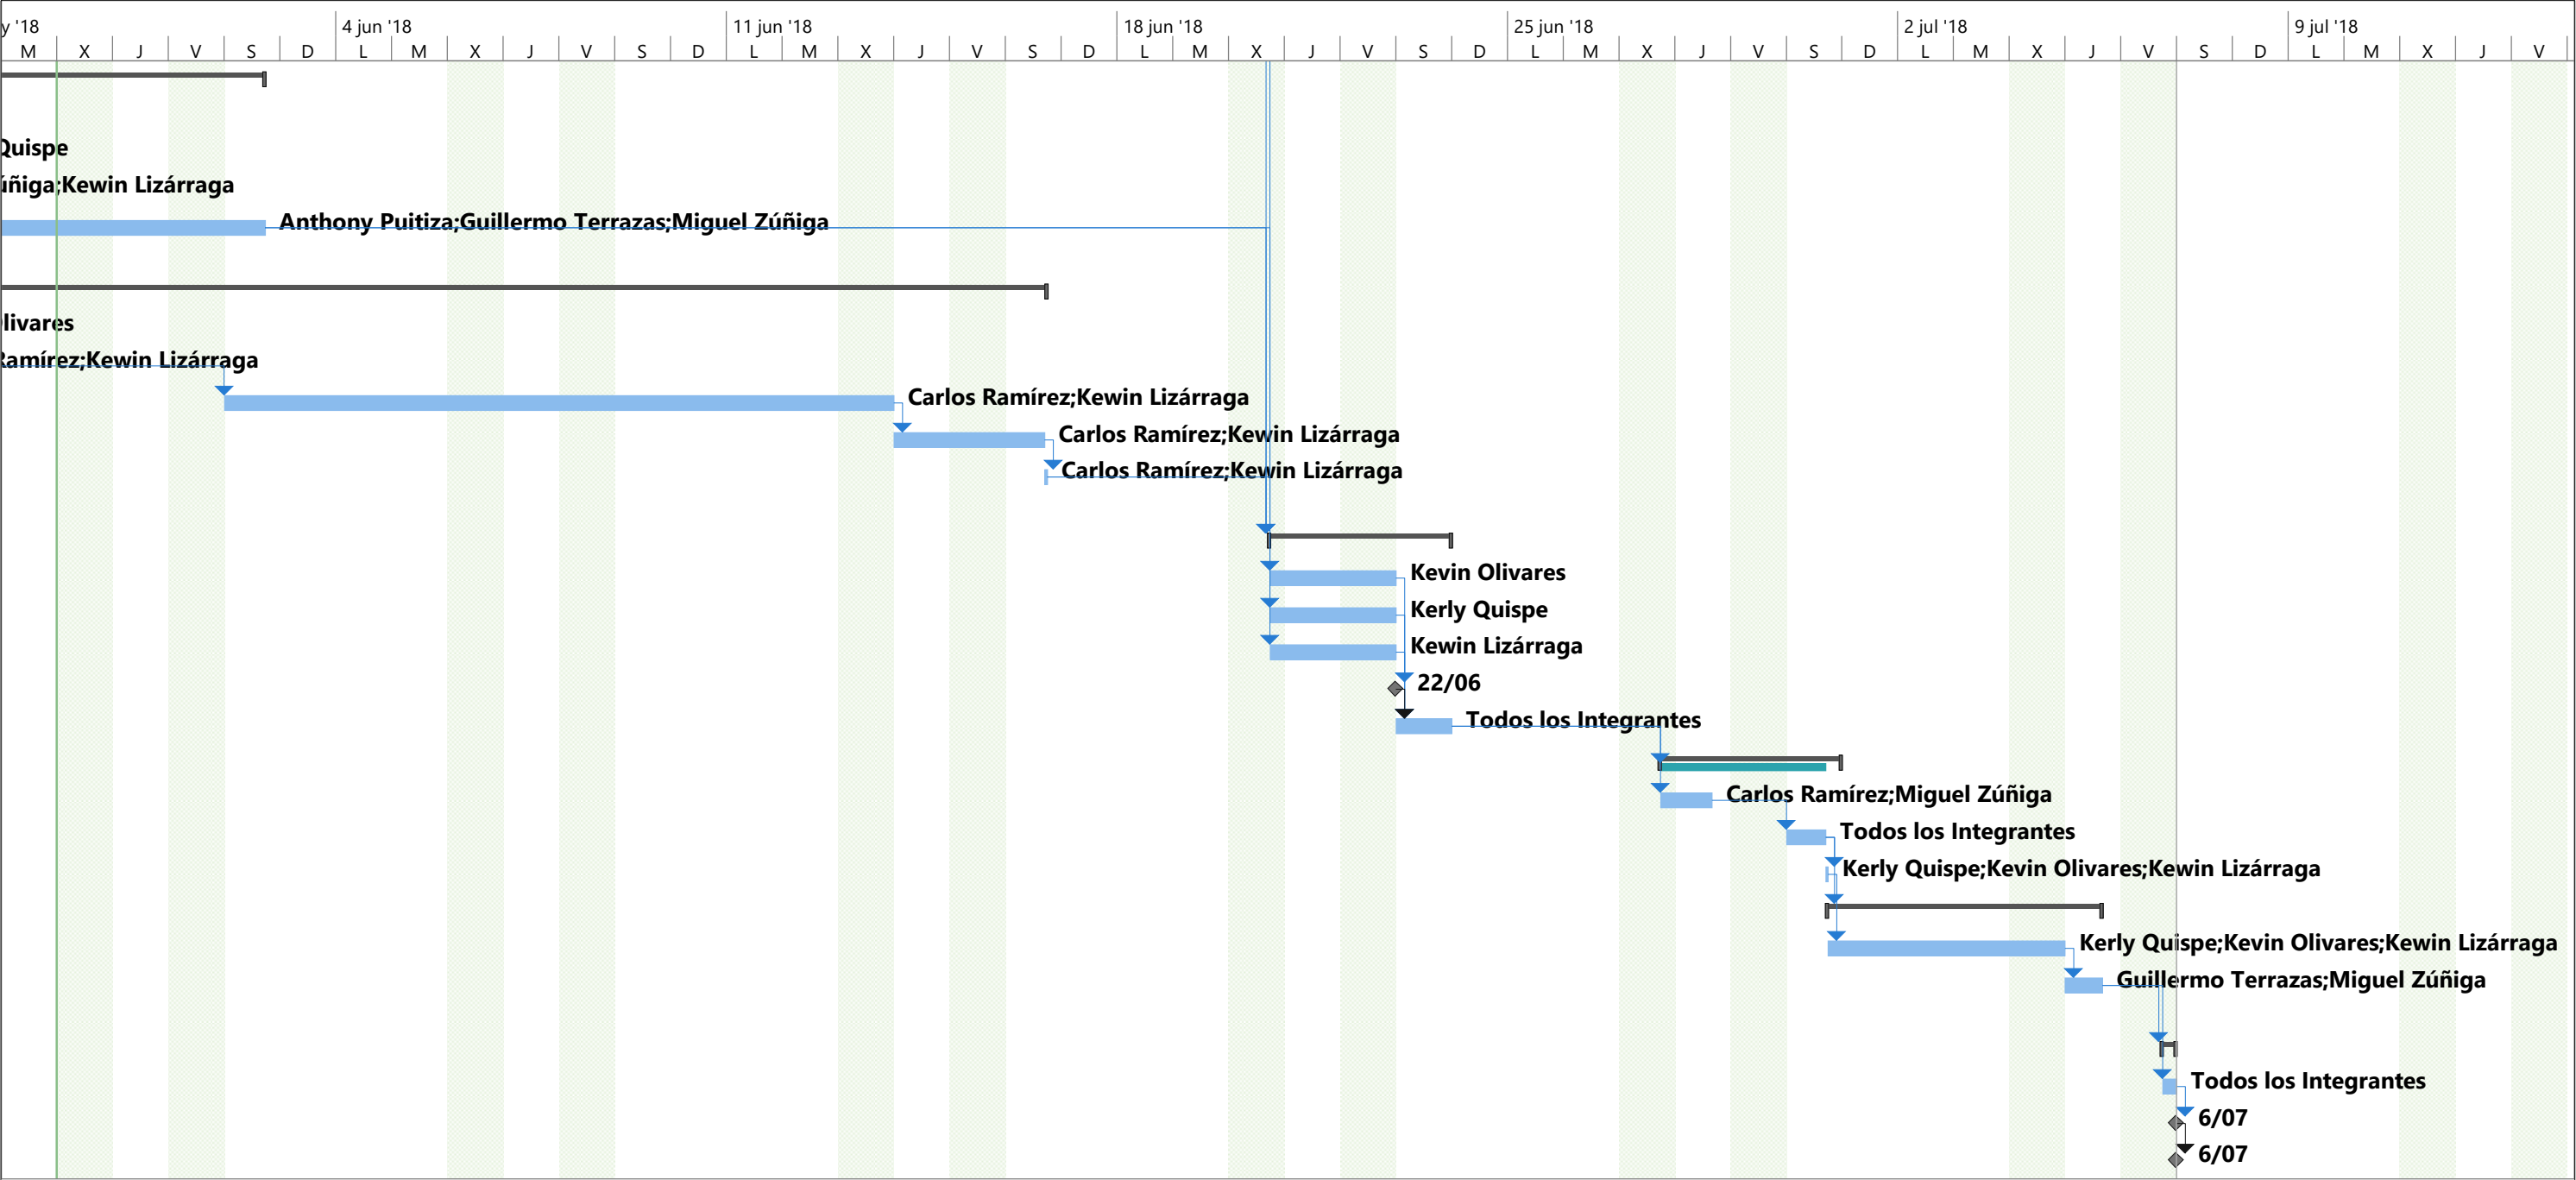 y '18 4 jun '18 11 jun '18 18 jun '18 25 jun '18 2 jul '18 9 jul '18
M X J V S D L M X J V S D L M X J V S D L M X J V S D L M X J V S D L M X J V S D L M X J V
Quispe
úñiga;Kewin Lizárraga
Anthony Puitiza;Guillermo Terrazas;Miguel Zúñiga
livares
Ramírez;Kewin Lizárraga
Carlos Ramírez;Kewin Lizárraga
Carlos Ramírez;Kewin Lizárraga
Carlos Ramírez;Kewin Lizárraga
Kevin Olivares
Kerly Quispe
Kewin Lizárraga
22/06
Todos los Integrantes
Carlos Ramírez;Miguel Zúñiga
Todos los Integrantes
Kerly Quispe;Kevin Olivares;Kewin Lizárraga
Kerly Quispe;Kevin Olivares;Kewin Lizárraga
Guillermo Terrazas;Miguel Zúñiga
Todos los Integrantes
6/07
6/07